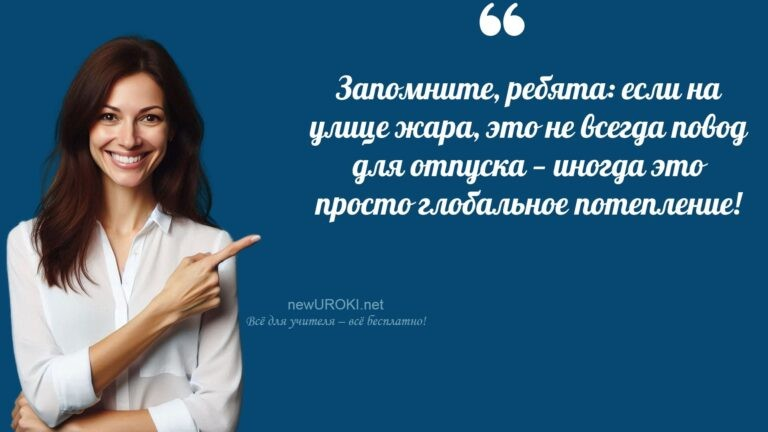 ❝
Запомните, ребята: если на
улице жара, это не всегда повод
для отпуска – иногда это
просто глобальное потепление!
newUROKI.net
Всё для учителя – всё бесплатно!